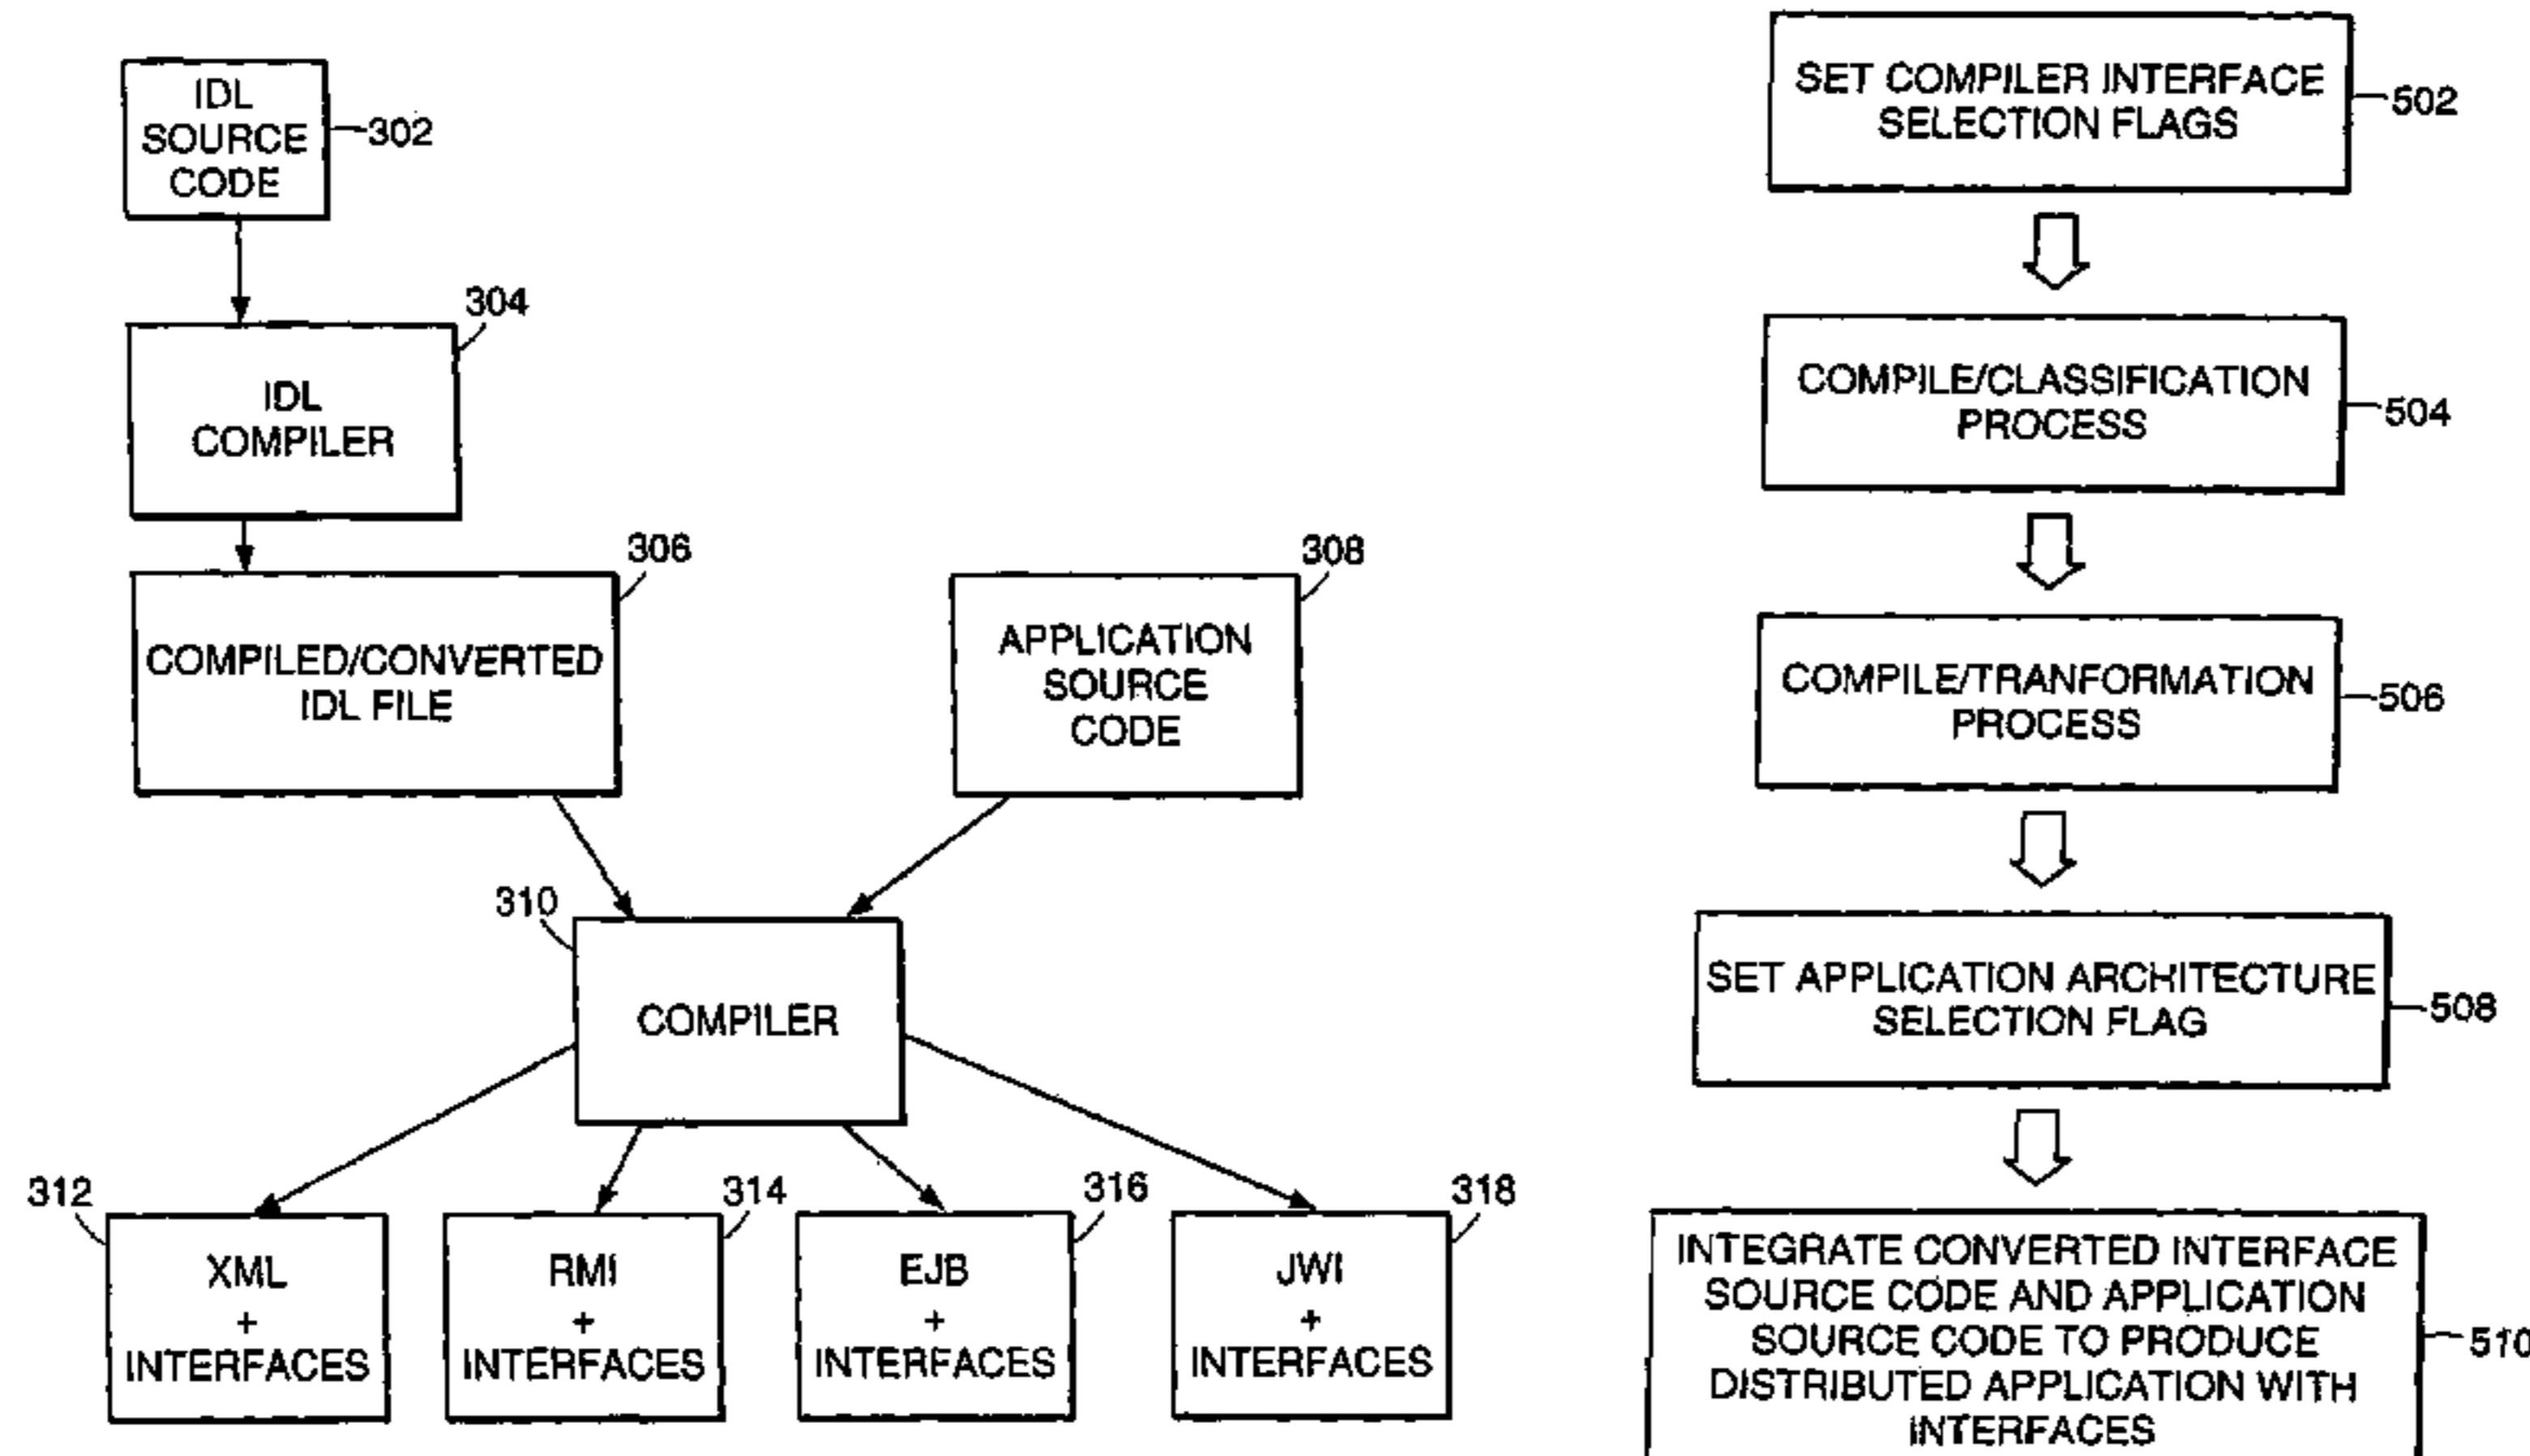 IDL
SOURCE
CODE
302
304
IDL
COMPILER
306
COMPILED/CONVERTED
IDL FILE
308
APPLICATION
SOURCE
CODE
310
COMPILER
312
XML
+
INTERFACES
314
RMI
+
INTERFACES
316
EJB
+
INTERFACES
318
JWI
+
INTERFACES
SET COMPILER INTERFACE
SELECTION FLAGS
502
COMPILE/CLASSIFICATION
PROCESS
504
COMPILE/TRANFORMATION
PROCESS
506
SET APPLICATION ARCHITECTURE
SELECTION FLAG
508
INTEGRATE CONVERTED INTERFACE
SOURCE CODE AND APPLICATION
SOURCE CODE TO PRODUCE
DISTRIBUTED APPLICATION WITH
INTERFACES
510